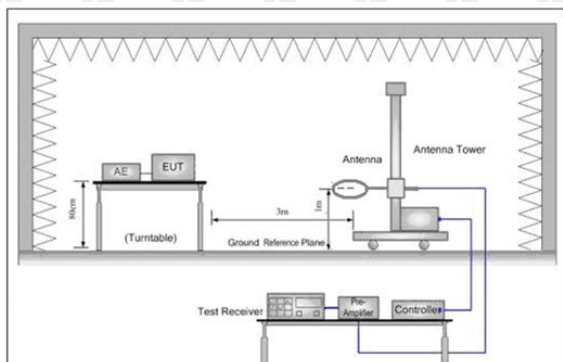 Antenna
Antenna Tower
AE
EUT
80cm
(Turntable)
3m
1m
Ground Reference Plane
Test Receiver
Pre-
Amplifier
Controller